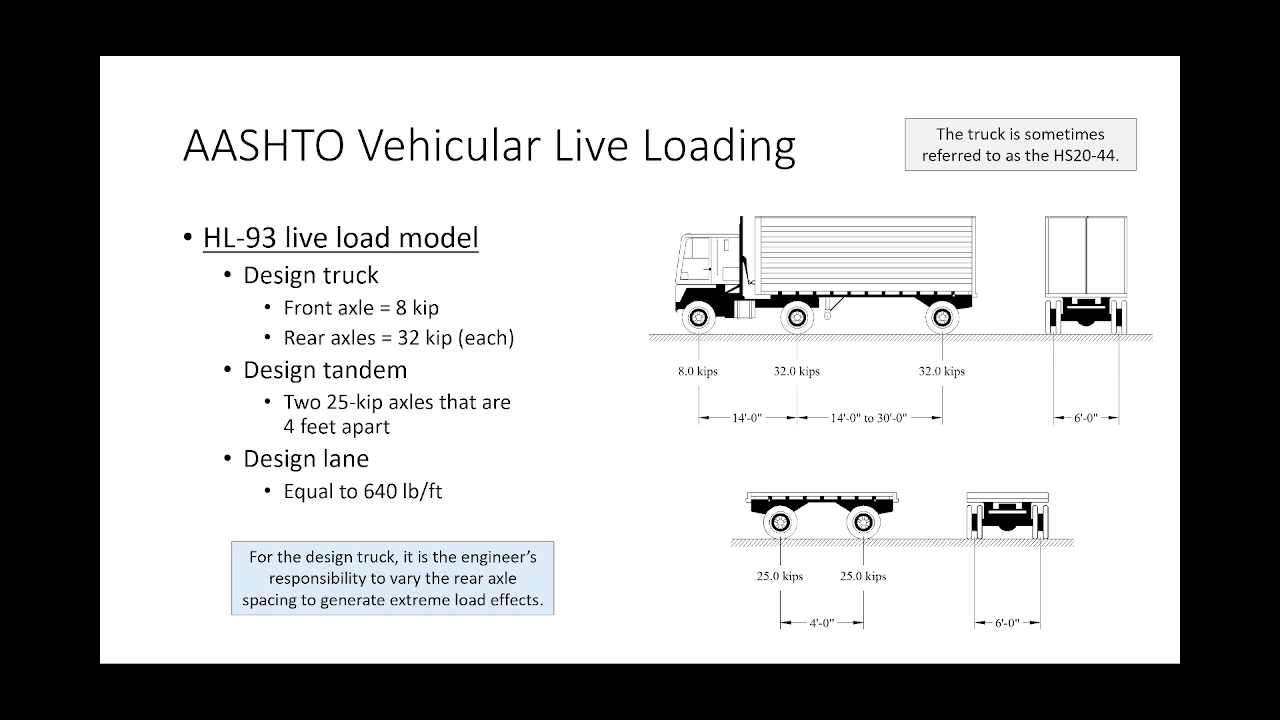 AASHTO Vehicular Live Loading
The truck is sometimes
referred to as the HS20-44.
• HL-93 live load model
• Design truck
• Front axle = 8 kip
• Rear axles = 32 kip (each)
• Design tandem
• Two 25-kip axles that are
4 feet apart
• Design lane
• Equal to 640 lb/ft
For the design truck, it is the engineer's
responsibility to vary the rear axle
spacing to generate extreme load effects.
8.0 kips 32.0 kips 32.0 kips
14'-0" 14'-0" to 30'-0" 6'-0"
25.0 kips 25.0 kips
4'-0" 6'-0"